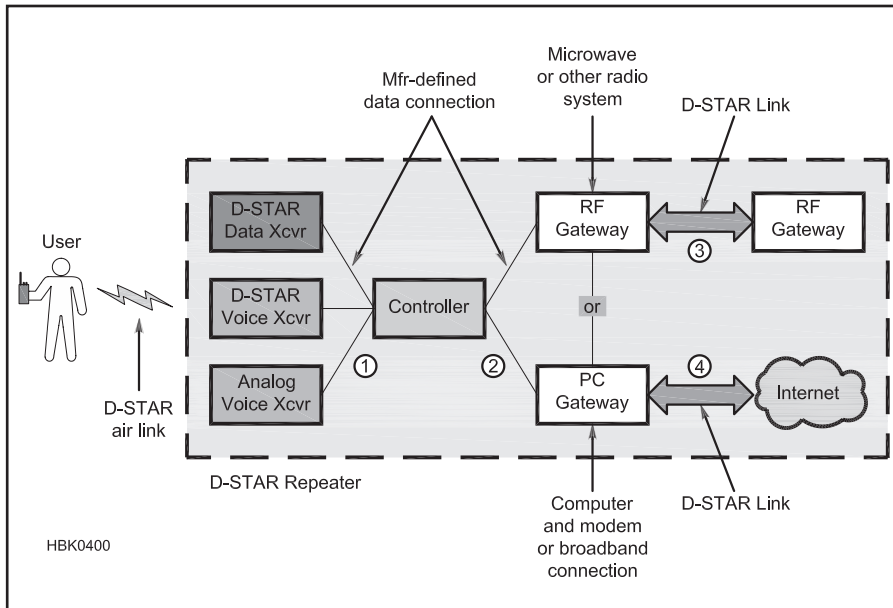 Microwave
or other radio
system
Mfr-defined
data connection
D-STAR Link
D-STAR
Data Xcvr
RF
Gateway
RF
Gateway
User
3
D-STAR
Voice Xcvr
Controller
or
1
2
4
Analog
Voice Xcvr
PC
Gateway
Internet
D-STAR
air link
D-STAR Repeater
Computer
and modem
or broadband
connection
D-STAR Link
HBK0400